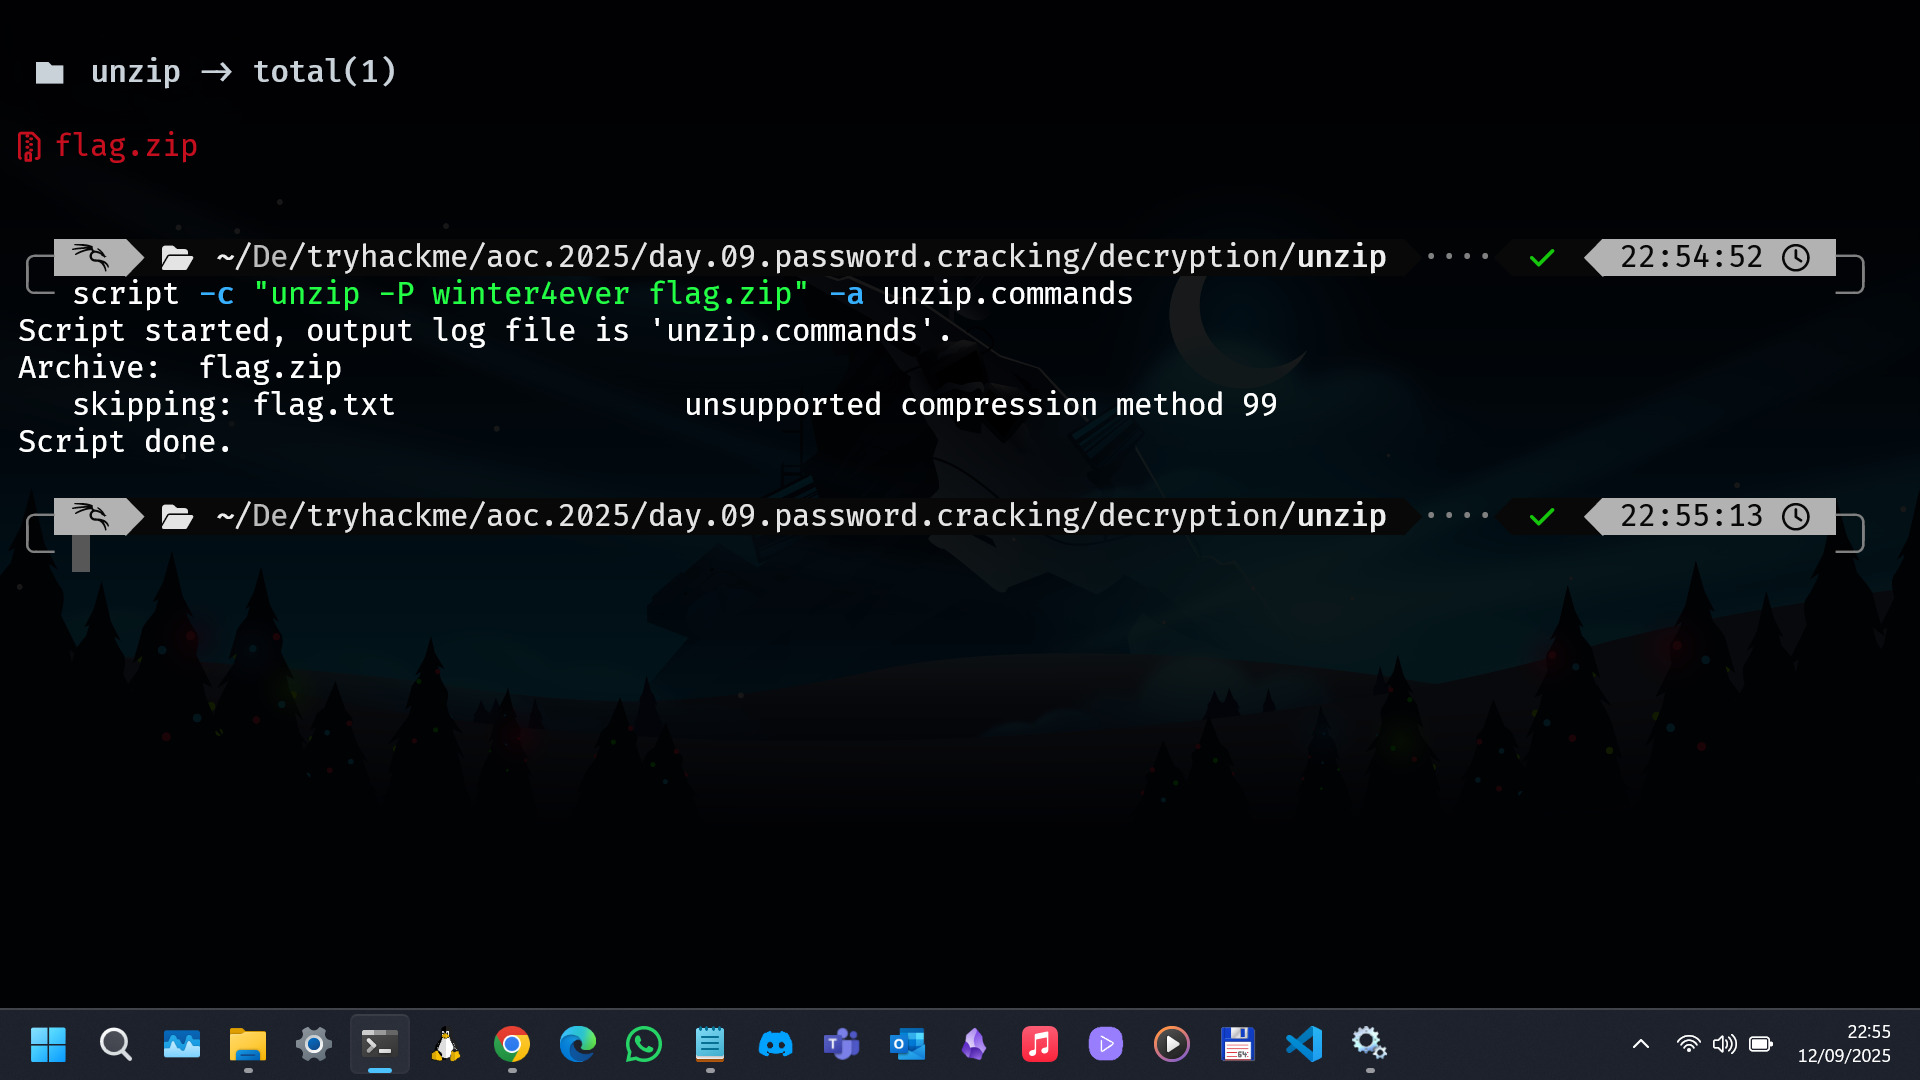 unzip → total(1)
flag.zip
~/De/tryhackme/aoc.2025/day.09.password.cracking/decryption/unzip ···· ✓ 22:54:52
script -c "unzip -P winter4ever flag.zip" -a unzip.commands
Script started, output log file is 'unzip.commands'.
Archive:  flag.zip
   skipping: flag.txt                unsupported compression method 99
Script done.
~/De/tryhackme/aoc.2025/day.09.password.cracking/decryption/unzip ···· ✓ 22:55:13
22:55
12/09/2025